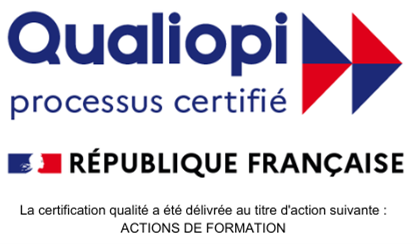 Qualiopi
processus certifié
RÉPUBLIQUE FRANÇAISE
La certification qualité a été délivrée au titre d'action suivante :
ACTIONS DE FORMATION